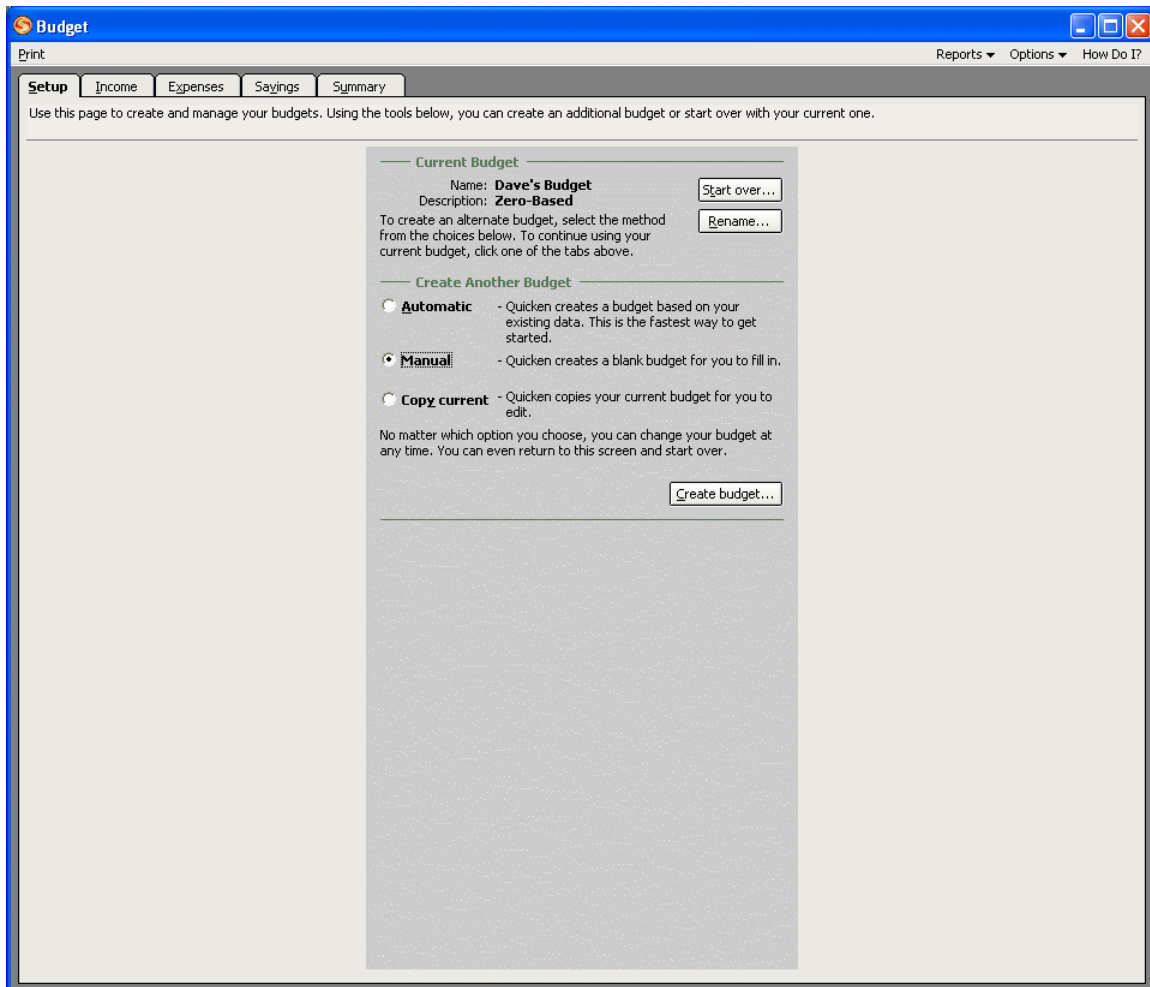 Budget
Print Reports Options How Do I?
Setup Income Expenses Savings Summary
Use this page to create and manage your budgets. Using the tools below, you can create an additional budget or start over with your current one.
Current Budget
Name: Dave's Budget
Start over...
Description: Zero-Based
To create an alternate budget, select the method
Rename...
from the choices below. To continue using your
current budget, click one of the tabs above.
Create Another Budget
Automatic - Quicken creates a budget based on your
existing data. This is the fastest way to get
started.
Manual - Quicken creates a blank budget for you to fill in.
Copy current - Quicken copies your current budget for you to
edit.
No matter which option you choose, you can change your budget at
any time. You can even return to this screen and start over.
Create budget...